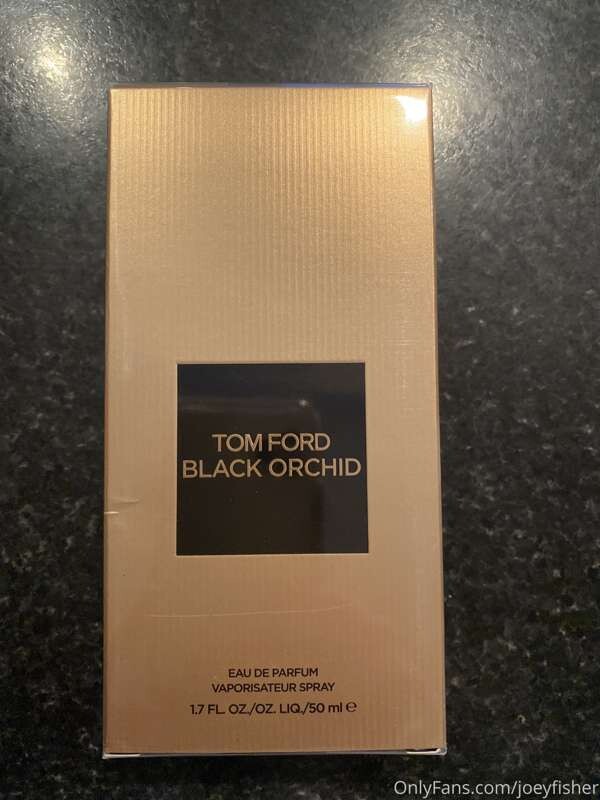 TOM FORD
BLACK ORCHID
EAU DE PARFUM
VAPORISATEUR SPRAY
1.7 FL. OZ./OZ. LIQ./50 ml ℮
OnlyFans.com/joeyfisher